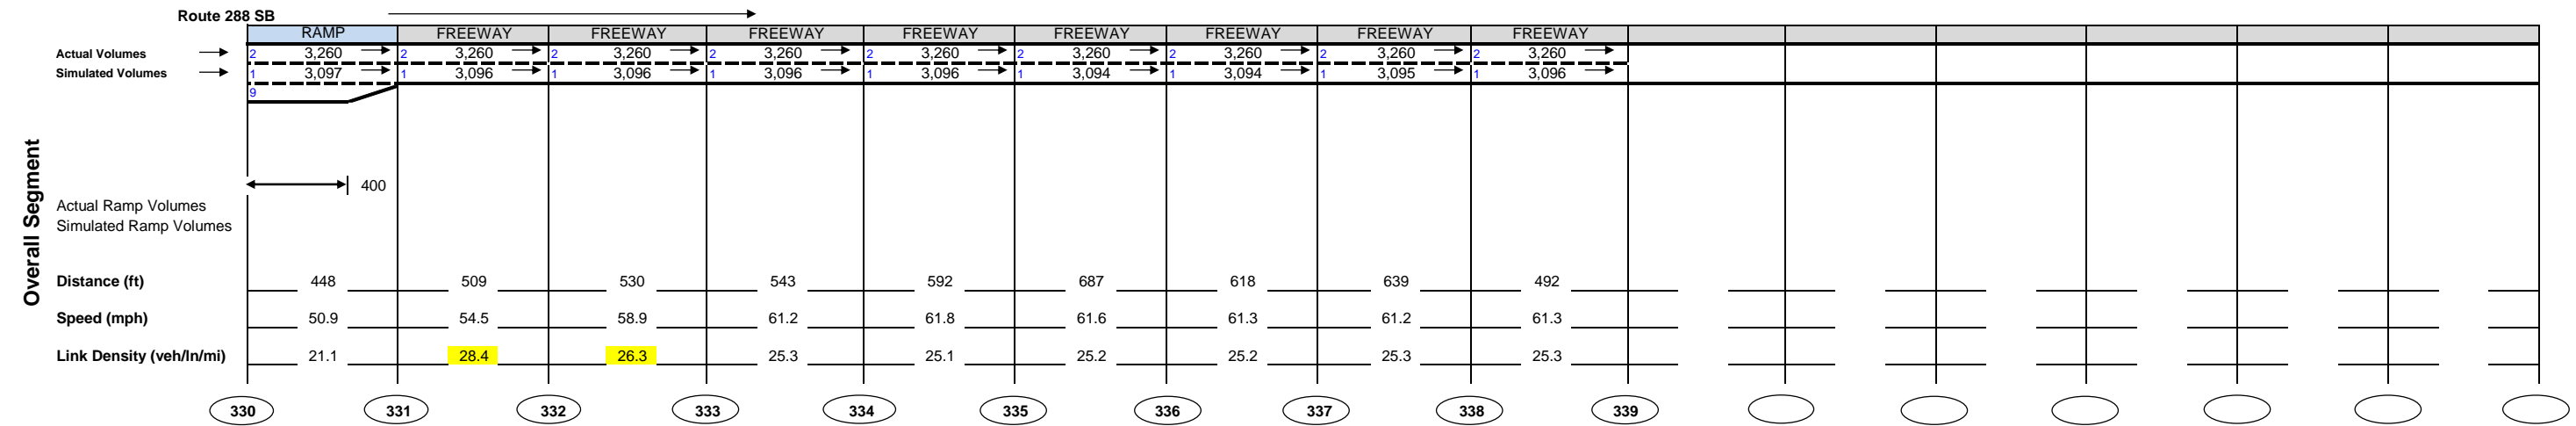 Route 288 SB
RAMP FREEWAY FREEWAY FREEWAY FREEWAY FREEWAY FREEWAY FREEWAY FREEWAY
Actual Volumes 2 3,260 2 3,260 2 3,260 2 3,260 2 3,260 2 3,260 2 3,260 2 3,260 2 3,260
Simulated Volumes 1 3,097 1 3,096 1 3,096 1 3,096 1 3,096 1 3,094 1 3,094 1 3,095 1 3,096
9
Overall Segment
400
Actual Ramp Volumes
Simulated Ramp Volumes
Distance (ft) 448 509 530 543 592 687 618 639 492
Speed (mph) 50.9 54.5 58.9 61.2 61.8 61.6 61.3 61.2 61.3
Link Density (veh/ln/mi) 21.1 28.4 26.3 25.3 25.1 25.2 25.2 25.3 25.3
330 331 332 333 334 335 336 337 338 339